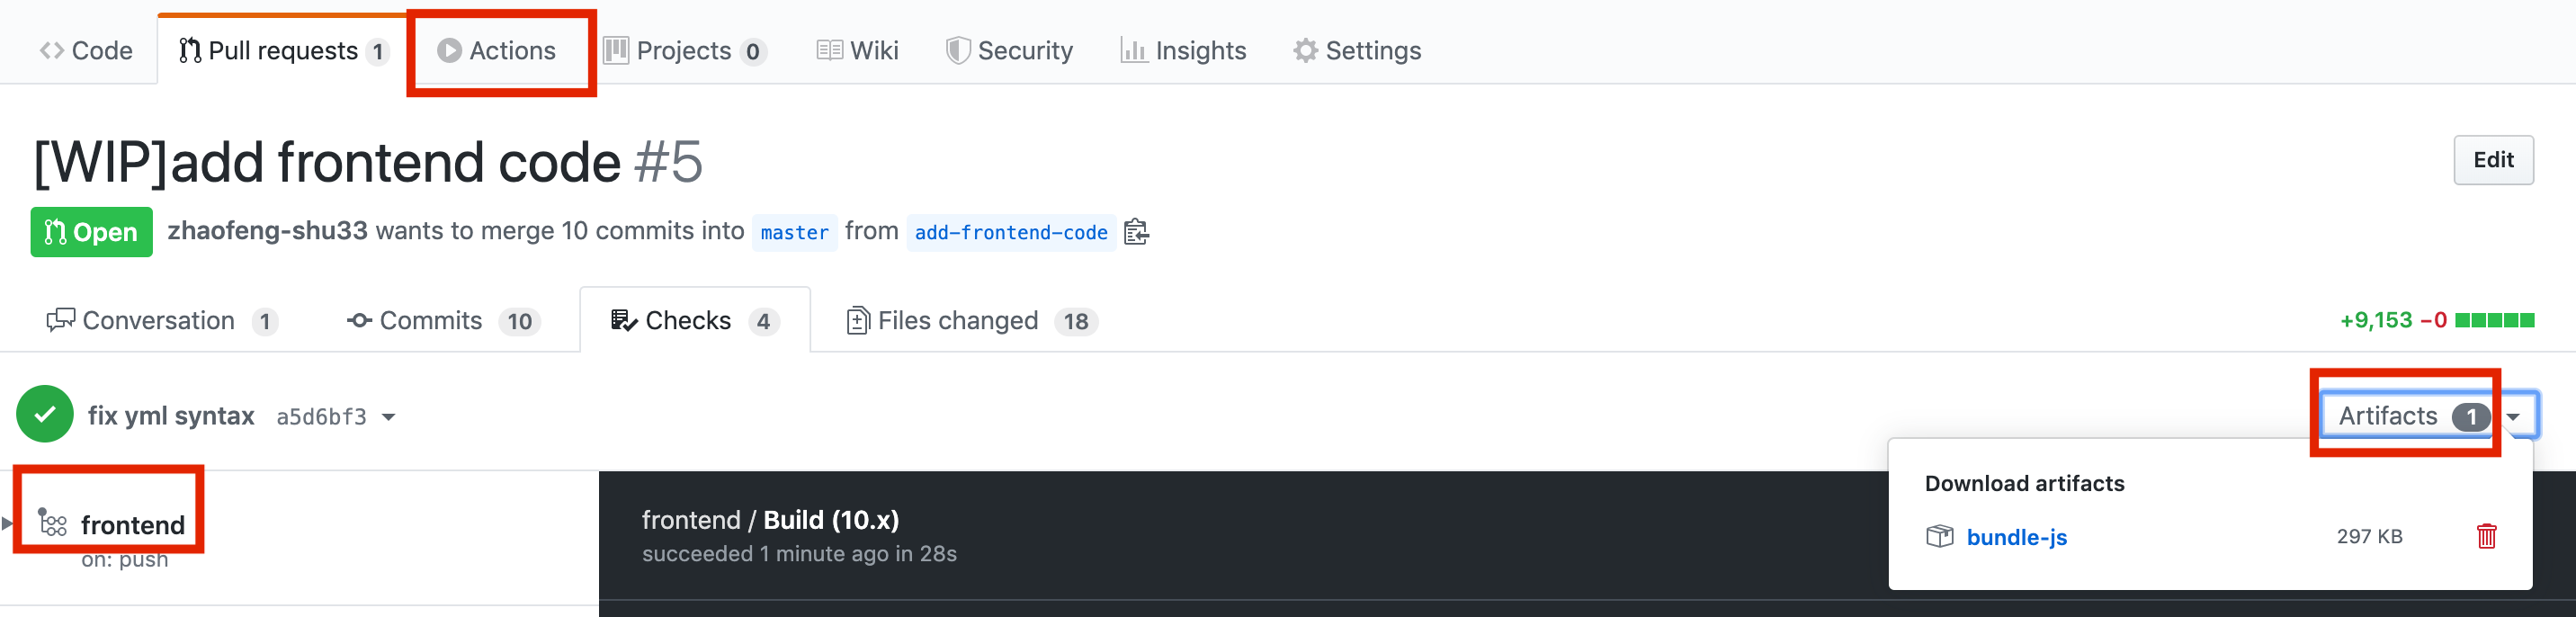 Code Pull requests 1 Actions Projects 0 Wiki Security Insights Settings
[WIP]add frontend code #5
Edit
Open zhaofeng-shu33 wants to merge 10 commits into master from add-frontend-code
Conversation 1 Commits 10 Checks 4 Files changed 18
+9,153 −0
fix yml syntax a5d6bf3
Artifacts 1
Download artifacts
bundle-js 297 KB
frontend
on: push
frontend / Build (10.x)
succeeded 1 minute ago in 28s